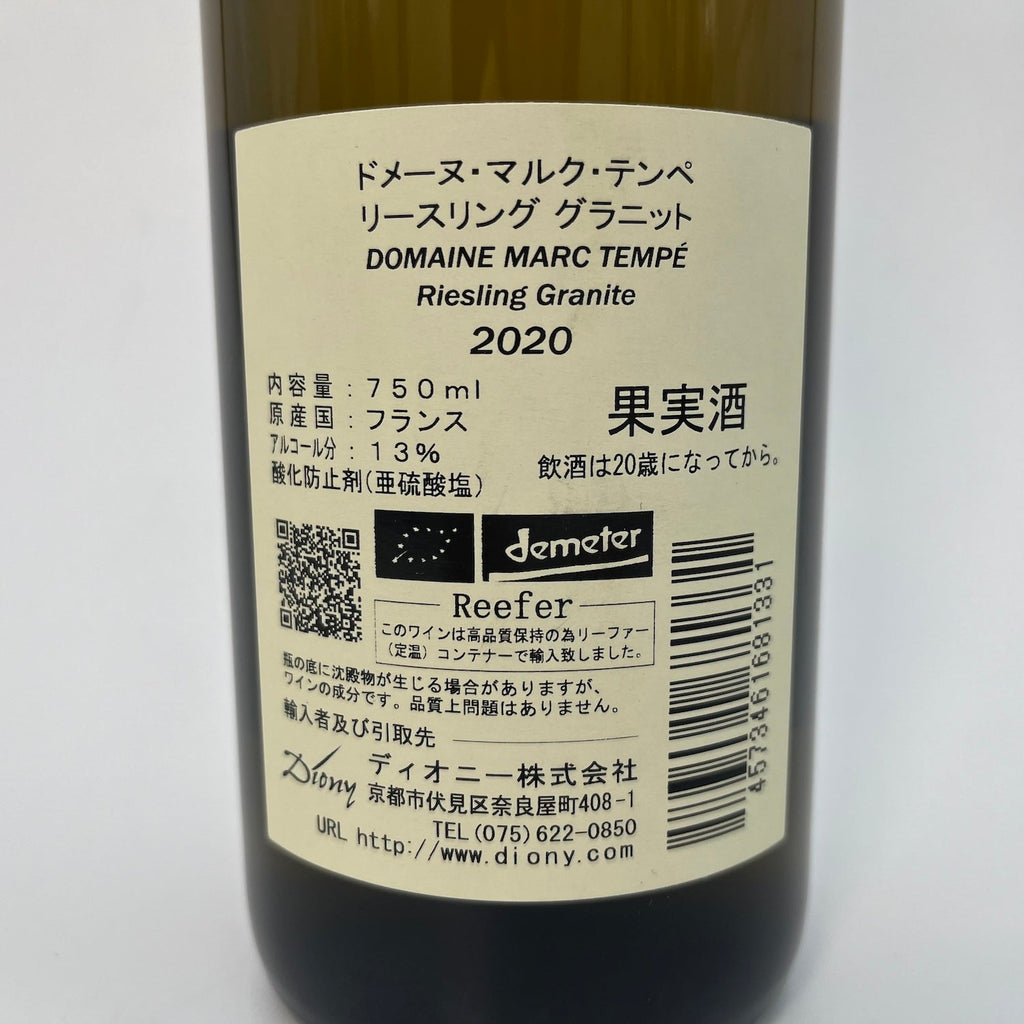 ドメーヌ・マルク・テンペ
リースリング グラニット
DOMAINE MARC TEMPÉ
Riesling Granite
2020
内容量：750ml
原産国：フランス
アルコール分：13%
酸化防止剤(亜硫酸塩)
果実酒
飲酒は20歳になってから。
demeter
Reefer
このワインは高品質保持の為リーファー
(定温) コンテナーで輸入致しました。
瓶の底に沈殿物が生じる場合がありますが、
ワインの成分です。品質上問題はありません。
輸入者及び引取先
Diony
ディオニー株式会社
京都市伏見区奈良屋町408-1
TEL(075)622-0850
URL http://www.diony.com
4573461681331